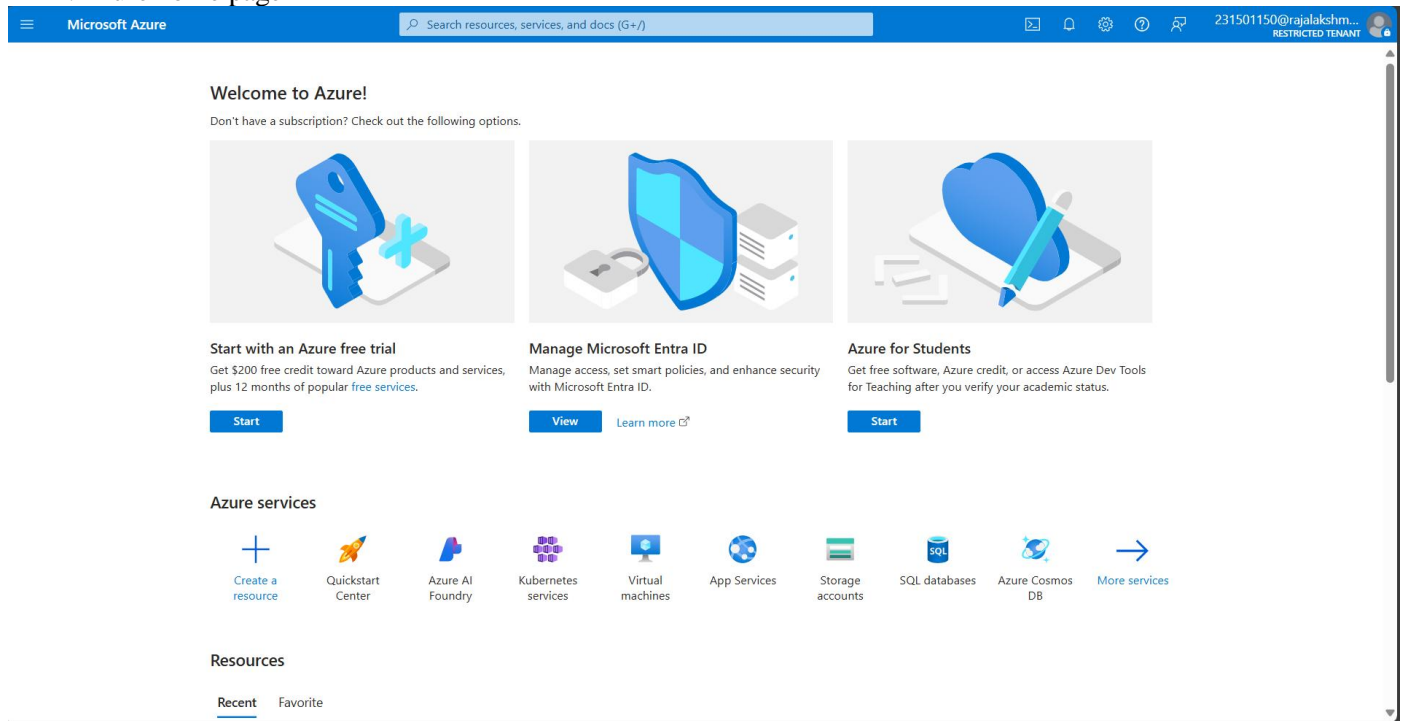 Microsoft Azure
Search resources, services, and docs (G+/)
231501150@rajalakshm...
RESTRICTED TENANT
Welcome to Azure!
Don't have a subscription? Check out the following options.
Start with an Azure free trial
Get $200 free credit toward Azure products and services,
plus 12 months of popular free services.
Start
Manage Microsoft Entra ID
Manage access, set smart policies, and enhance security
with Microsoft Entra ID.
View
Learn more
Azure for Students
Get free software, Azure credit, or access Azure Dev Tools
for Teaching after you verify your academic status.
Start
Azure services
Create a
resource
Quickstart
Center
Azure AI
Foundry
Kubernetes
services
Virtual
machines
App Services
Storage
accounts
SQL
SQL databases
Azure Cosmos
DB
More services
Resources
Recent
Favorite